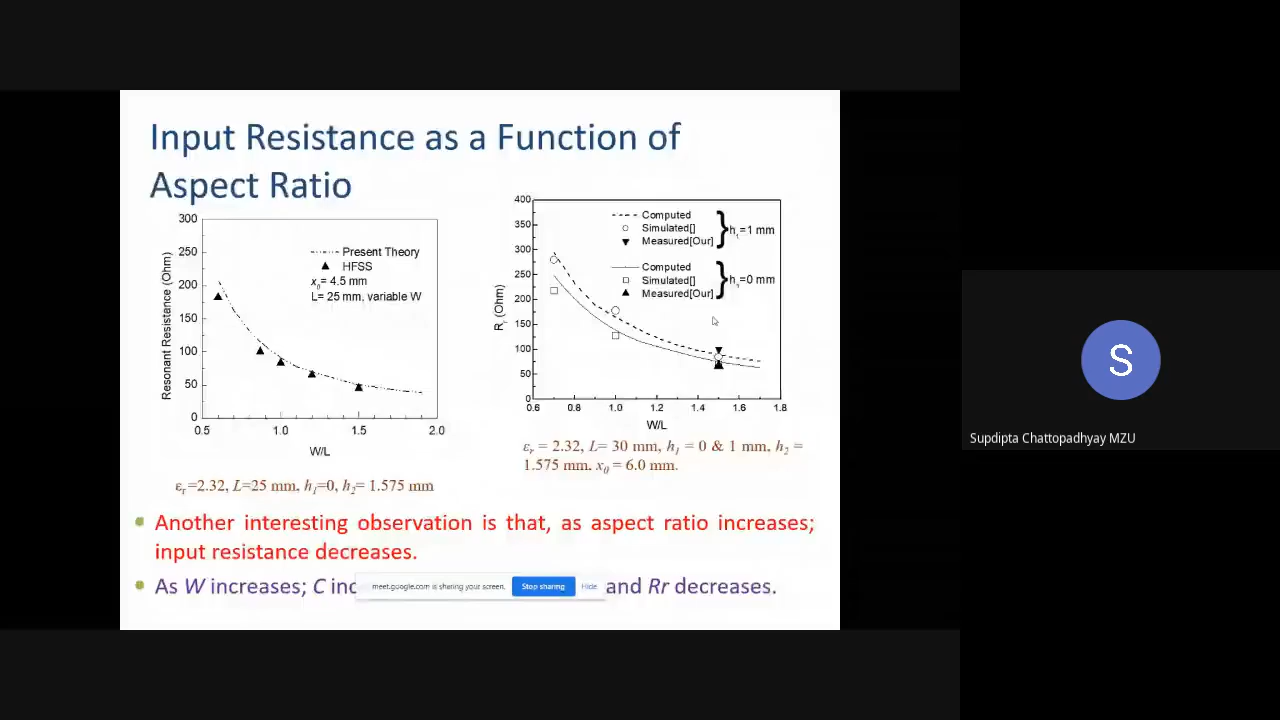 Input Resistance as a Function of
Aspect Ratio
300
250
200
150
100
50
0
0.5
1.0
1.5
2.0
Resonant Resistance (Ohm)
W/L
Present Theory
HFSS
x₀= 4.5 mm
L= 25 mm, variable W
εᵣ=2.32, L=25 mm, h₁=0, h₂= 1.575 mm
400
350
300
250
200
150
100
50
0
0.6
0.8
1.0
1.2
1.4
1.6
1.8
Rᵣ (Ohm)
W/L
Computed
Simulated[]
Measured[Our]
h₁=1 mm
Computed
Simulated[]
Measured[Our]
h₁=0 mm
εᵣ = 2.32, L= 30 mm, h₁ = 0 & 1 mm, h₂ =
1.575 mm, x₀ = 6.0 mm.
Another interesting observation is that, as aspect ratio increases;
input resistance decreases.
As W increases; C and Rr decreases.
meet.google.com is sharing your screen.
Stop sharing
Hide
S
Supdipta Chattopadhyay MZU